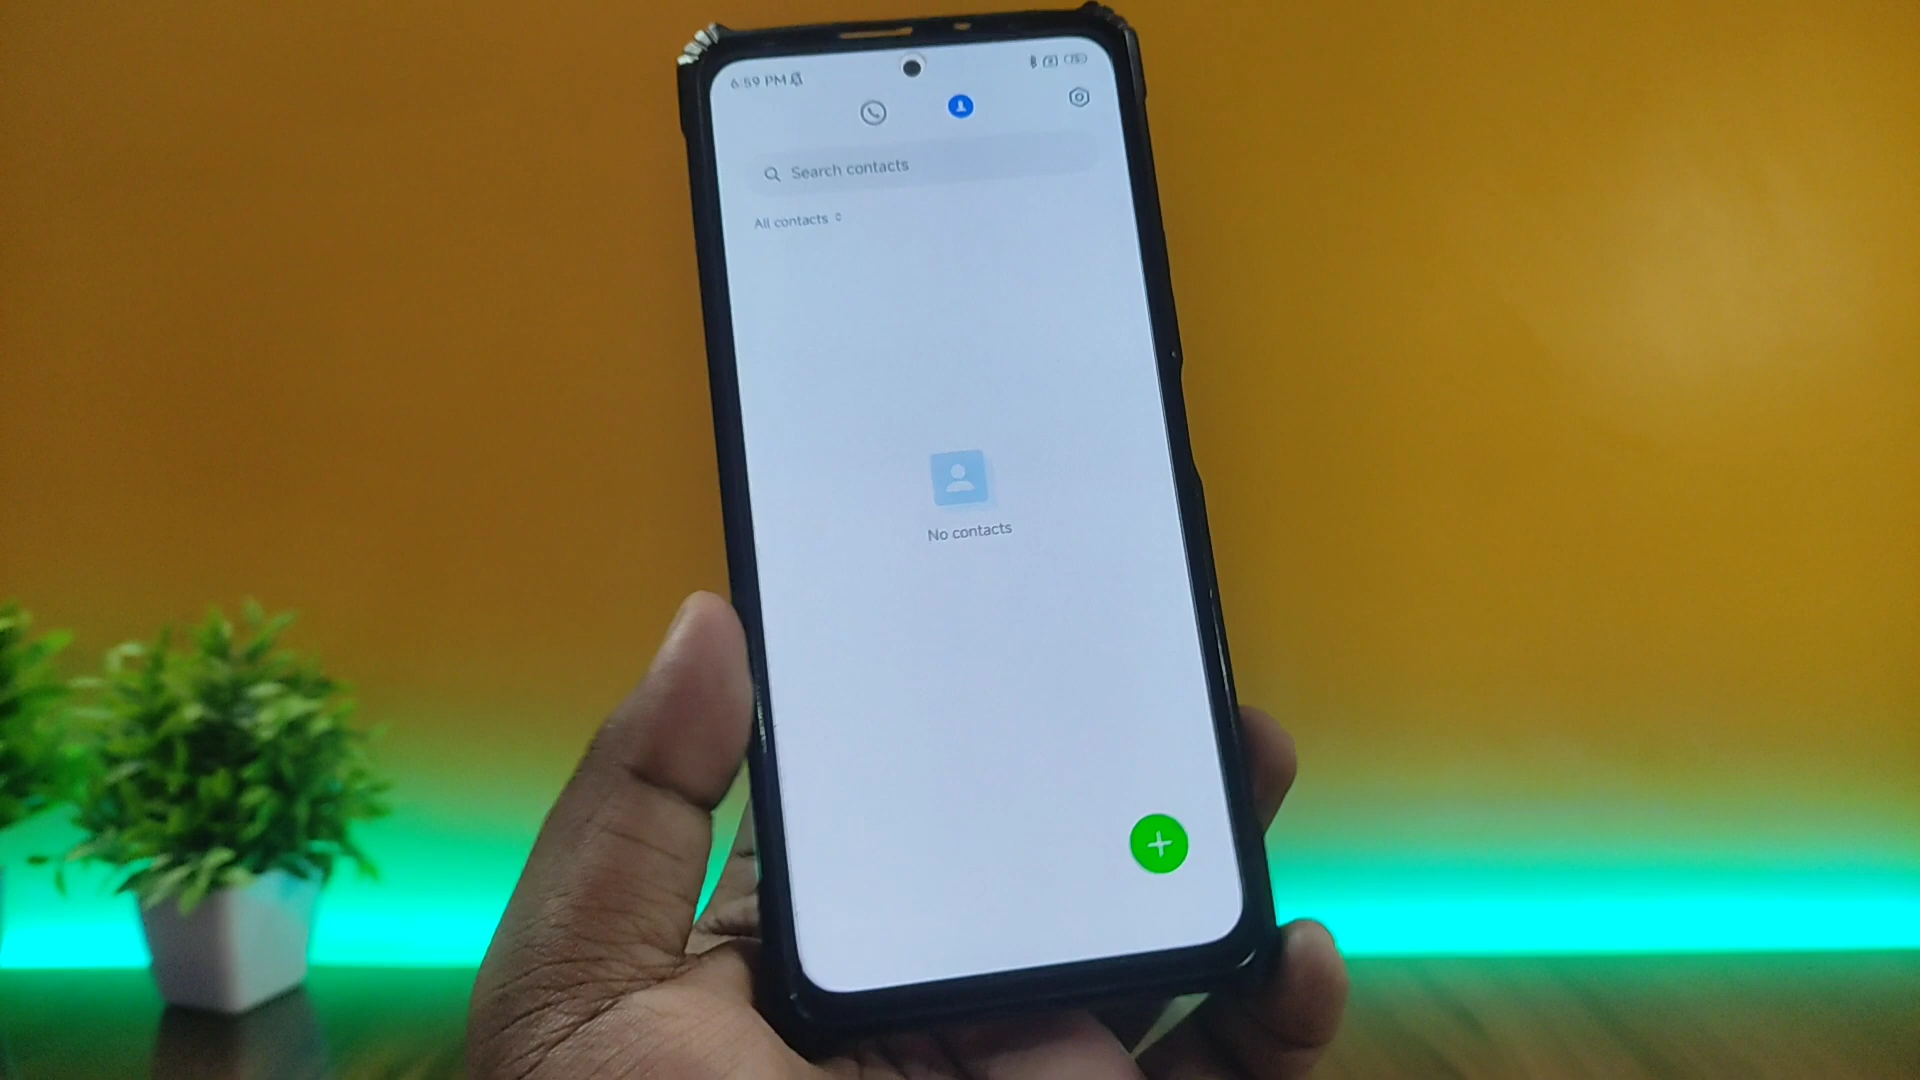 6:59 PM
Search contacts
All contacts
No contacts